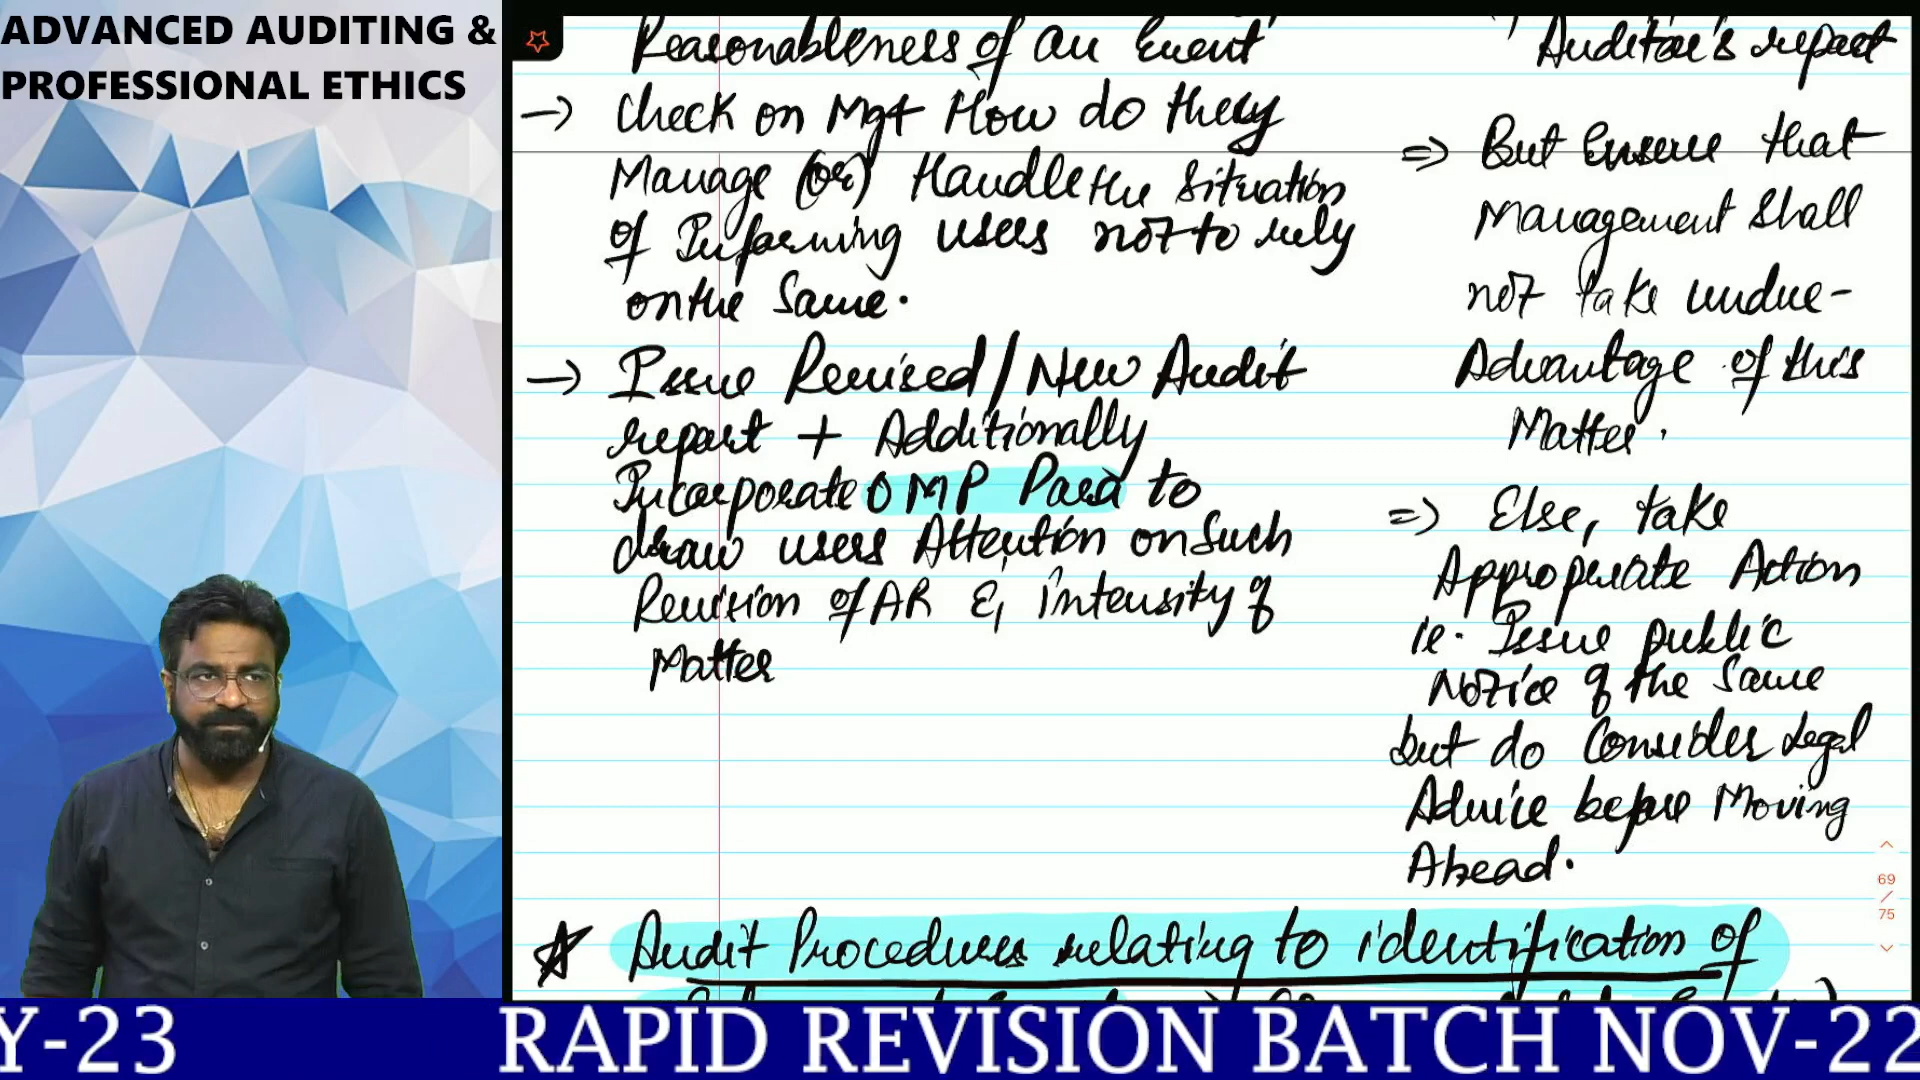 ADVANCED AUDITING &
PROFESSIONAL ETHICS
Reasonableness of an Event
→ Check on Mgt How do they
Manage (or) Handle the Situation
of Informing users not to rely
on the Same.
→ Issue Revised / New Audit
report + Additionally
Incorporate OMP Para to
draw users Attention on Such
Revision of AR & intensity of
Matter
Auditor's report
⇒ But Ensure that
Management Shall
not take undue-
Advantage of this
Matter.
⇒ Else, take
Appropriate Action
ie. Issue public
Notice of the Same
but do Consider Legal
Advice before Moving
Ahead.
69
/
75
Audit Procedures relating to identification of
Y-23 RAPID REVISION BATCH NOV-22